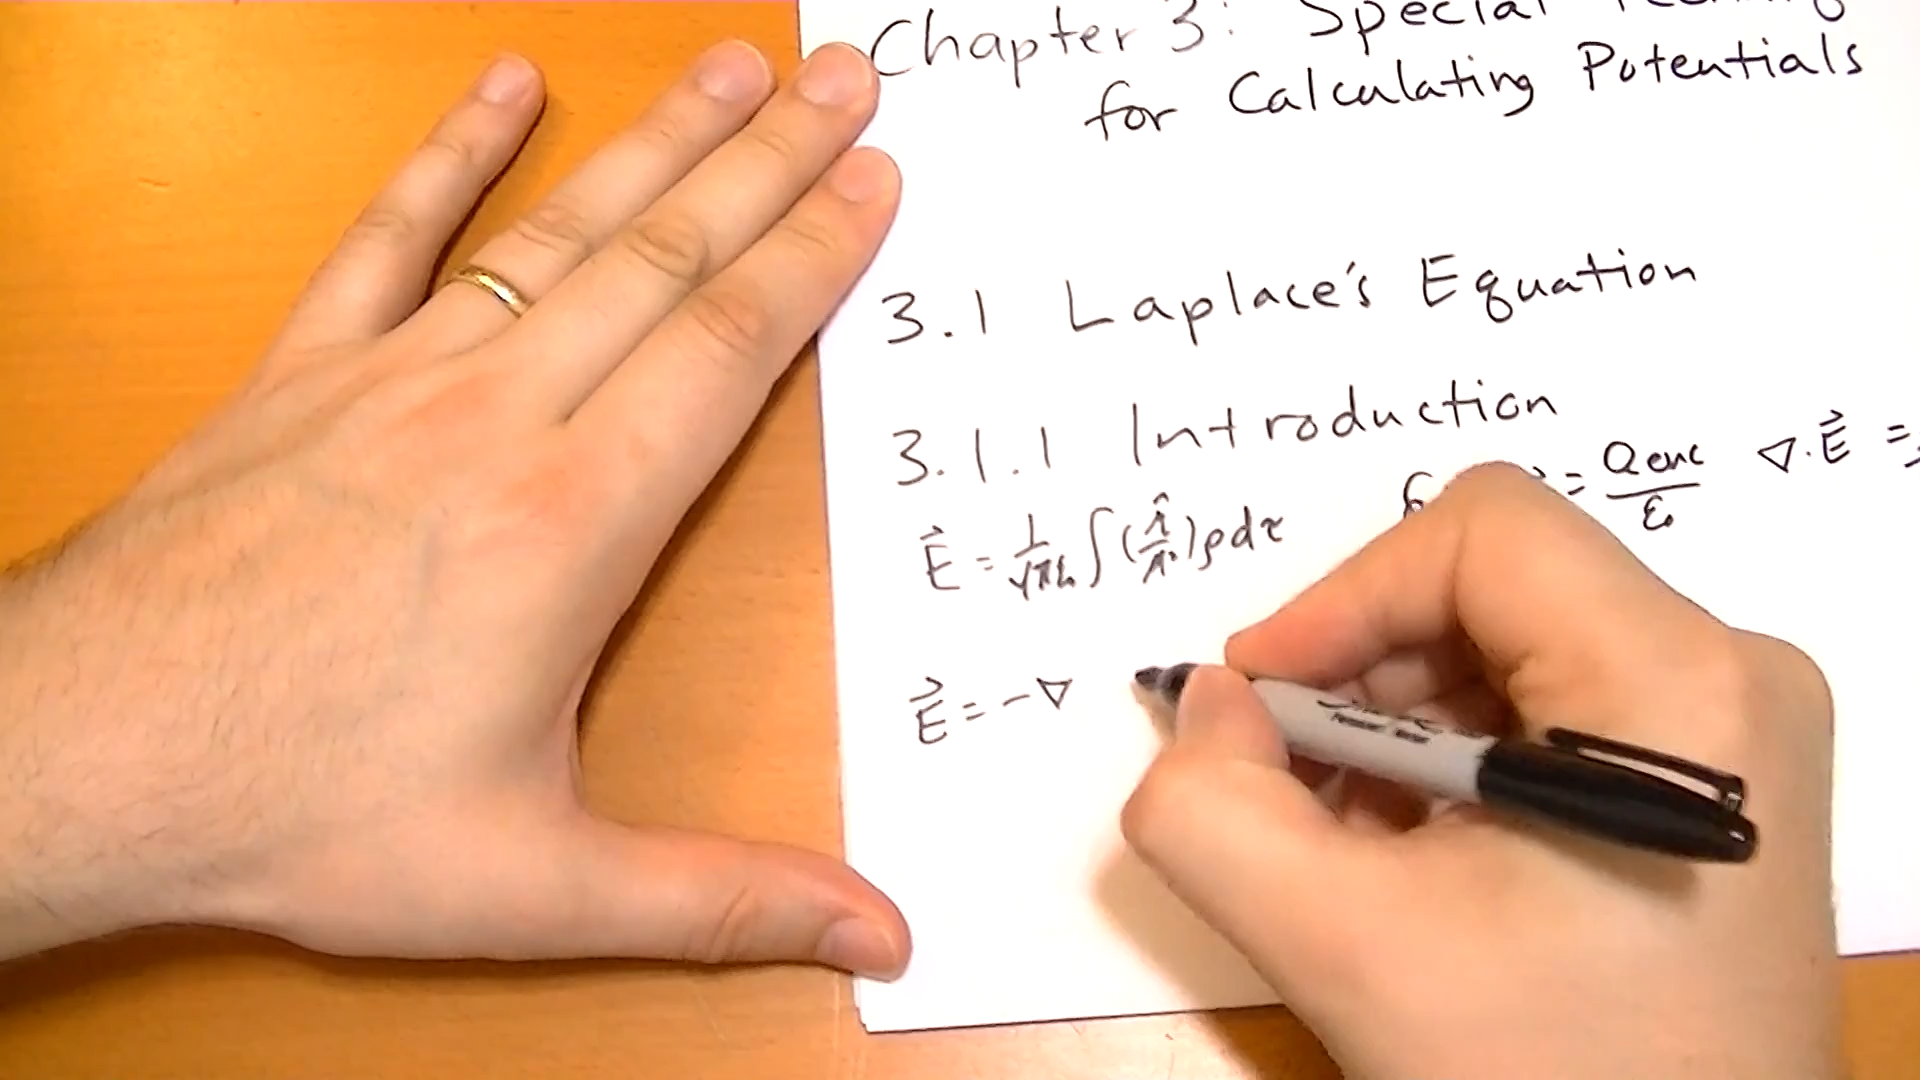 Chapter 3: Special
for Calculating Potentials
3.1 Laplace's Equation
3.1.1 Introduction
= Qenc/ε₀ ∇·E⃗ =
E⃗ = 1/4πε₀ ∫(𝓇̂/𝓇²)ρdτ
E⃗ = -∇